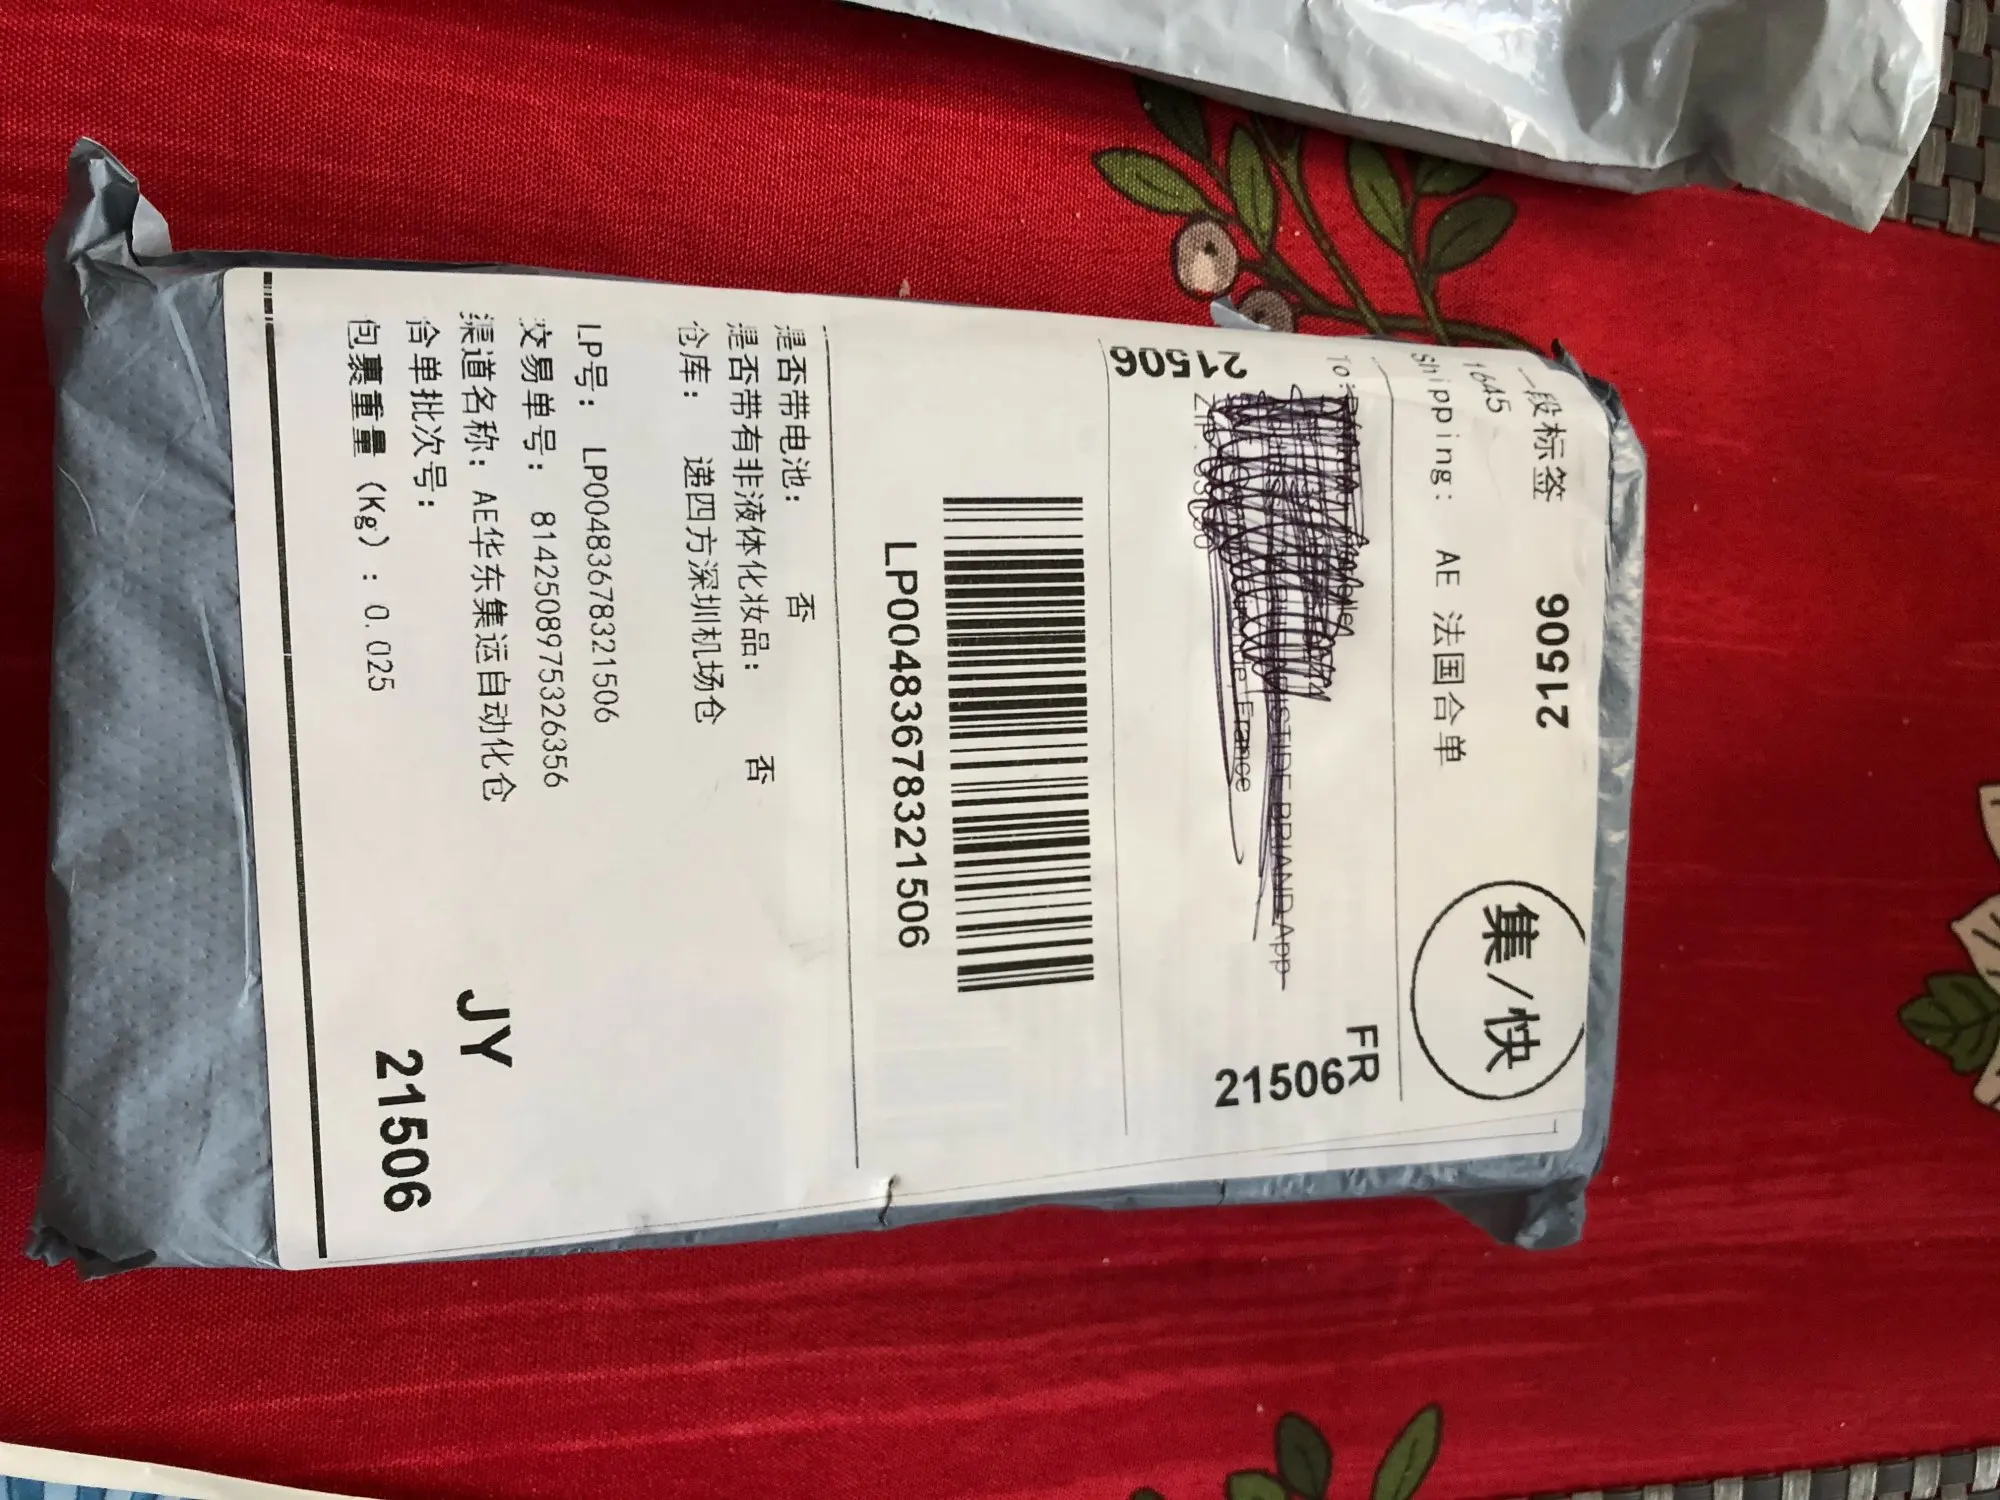 一段标签 21506
1645
集/快
Shipping: AE 法国合单
To:
FR
21506
BRIAND App
France
21506
LP00483678321506
是否带电池: 否
是否带有非液体化妆品: 否
仓库: 递四方深圳机场仓
LP号: LP00483678321506
交易单号: 8142508975326356
渠道名称: AE华东集运自动化仓
JY
合单批次号:
包裹重量 (Kg) : 0.025
21506